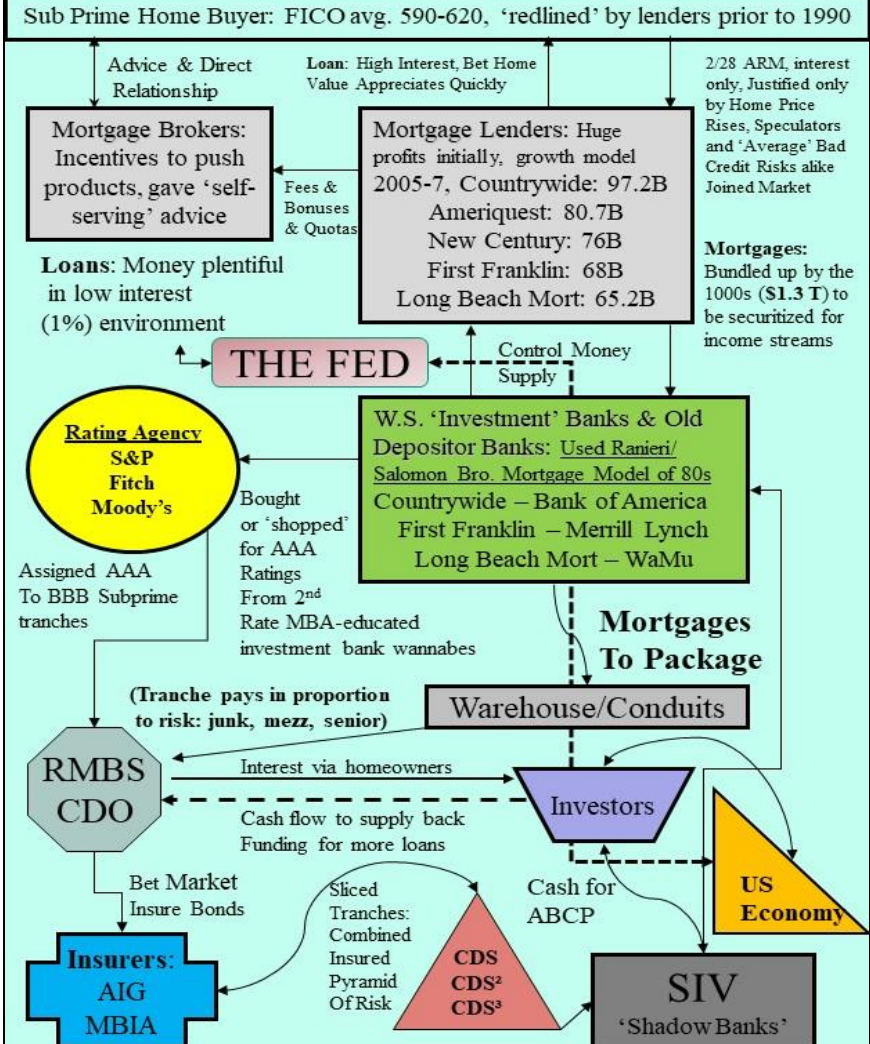 Sub Prime Home Buyer: FICO avg. 590-620, ‘redlined’ by lenders prior to 1990
Advice & Direct
Relationship
Loan: High Interest, Bet Home
Value Appreciates Quickly
2/28 ARM, interest
only, Justified only
by Home Price
Rises, Speculators
and ‘Average’ Bad
Credit Risks alike
Joined Market
Mortgage Brokers:
Incentives to push
products, gave ‘self-
serving’ advice
Fees &
Bonuses
& Quotas
Mortgage Lenders: Huge
profits initially, growth model
2005-7, Countrywide: 97.2B
Ameriquest: 80.7B
New Century: 76B
First Franklin: 68B
Long Beach Mort: 65.2B
Mortgages:
Bundled up by the
1000s ($1.3 T) to
be securitized for
income streams
Loans: Money plentiful
in low interest
(1%) environment
THE FED
Control Money
Supply
Rating Agency
S&P
Fitch
Moody’s
W.S. ‘Investment’ Banks & Old
Depositor Banks: Used Ranieri/
Salomon Bro. Mortgage Model of 80s
Countrywide – Bank of America
First Franklin – Merrill Lynch
Long Beach Mort – WaMu
Bought
or ‘shopped’
for AAA
Ratings
From 2nd
Rate MBA-educated
investment bank wannabes
Assigned AAA
To BBB Subprime
tranches
Mortgages
To Package
(Tranche pays in proportion
to risk: junk, mezz, senior)
Warehouse/Conduits
RMBS
CDO
Interest via homeowners
Investors
Cash flow to supply back
Funding for more loans
US
Economy
Bet Market
Insure Bonds
Sliced
Tranches:
Combined
Insured
Pyramid
Of Risk
Cash for
ABCP
Insurers:
AIG
MBIA
CDS
CDS²
CDS³
SIV
‘Shadow Banks’